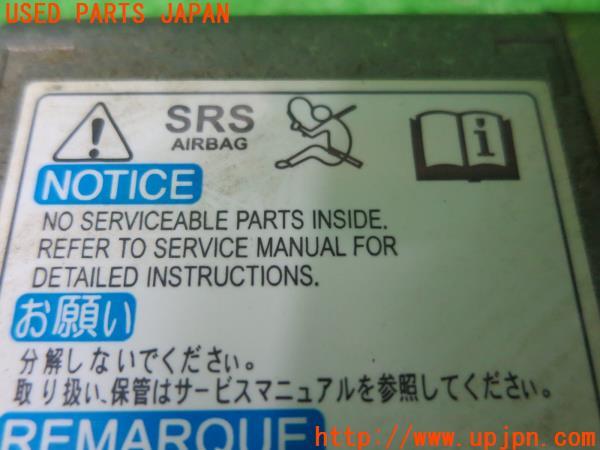 USED PARTS JAPAN
SRS
AIRBAG
NOTICE
NO SERVICEABLE PARTS INSIDE.
REFER TO SERVICE MANUAL FOR
DETAILED INSTRUCTIONS.
お願い
分解しないでください。
取り扱い、保管はサービスマニュアルを参照してください。
REMARQUE
http://www.upjpn.com